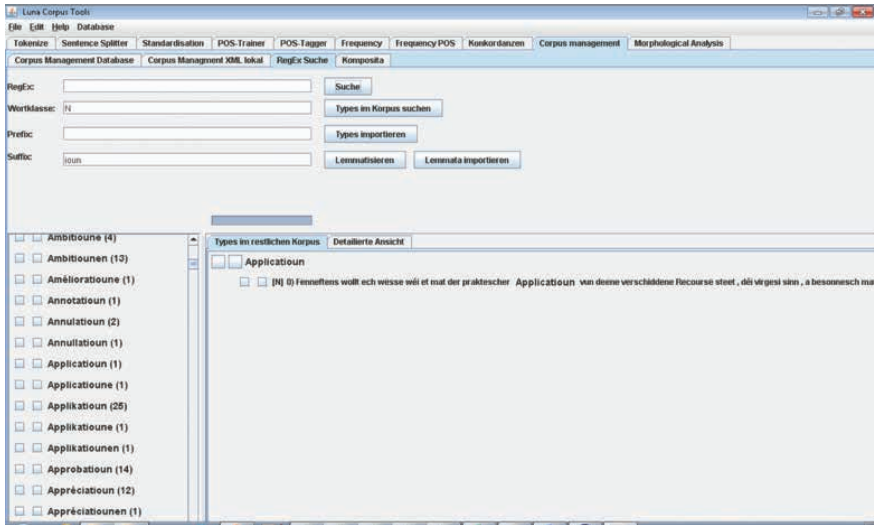 Luna Corpus Tools
File Edit Help Database
Tokenize Sentence Splitter Standardisation POS-Trainer POS-Tagger Frequency Frequency POS Konkordanzen Corpus management Morphological Analysis
Corpus Management Database Corpus Managment XML lokal RegEx Suche Komposita
RegEx: Suche
Wortklasse: N Types im Korpus suchen
Prefix: Types importieren
Suffix: ioun Lemmatisieren Lemmata importieren
Ambitioune (4)
Ambitiounen (13)
Amélioratioune (1)
Annotatioun (1)
Annulatioun (2)
Annullatioun (1)
Applicatioun (1)
Applicatioune (1)
Applikatioun (25)
Applikatioune (1)
Applikatiounen (1)
Approbatioun (14)
Appréciatioun (12)
Appréciatiounen (1)
Types im restlichen Korpus Detaillierte Ansicht
Applicatioun
[N] 0) Fenneftens wollt ech wesse wéi et mat der praktescher Applicatioun vun deene verschiddene Recourse steet , déi virgesi sinn , a besonnesch ma